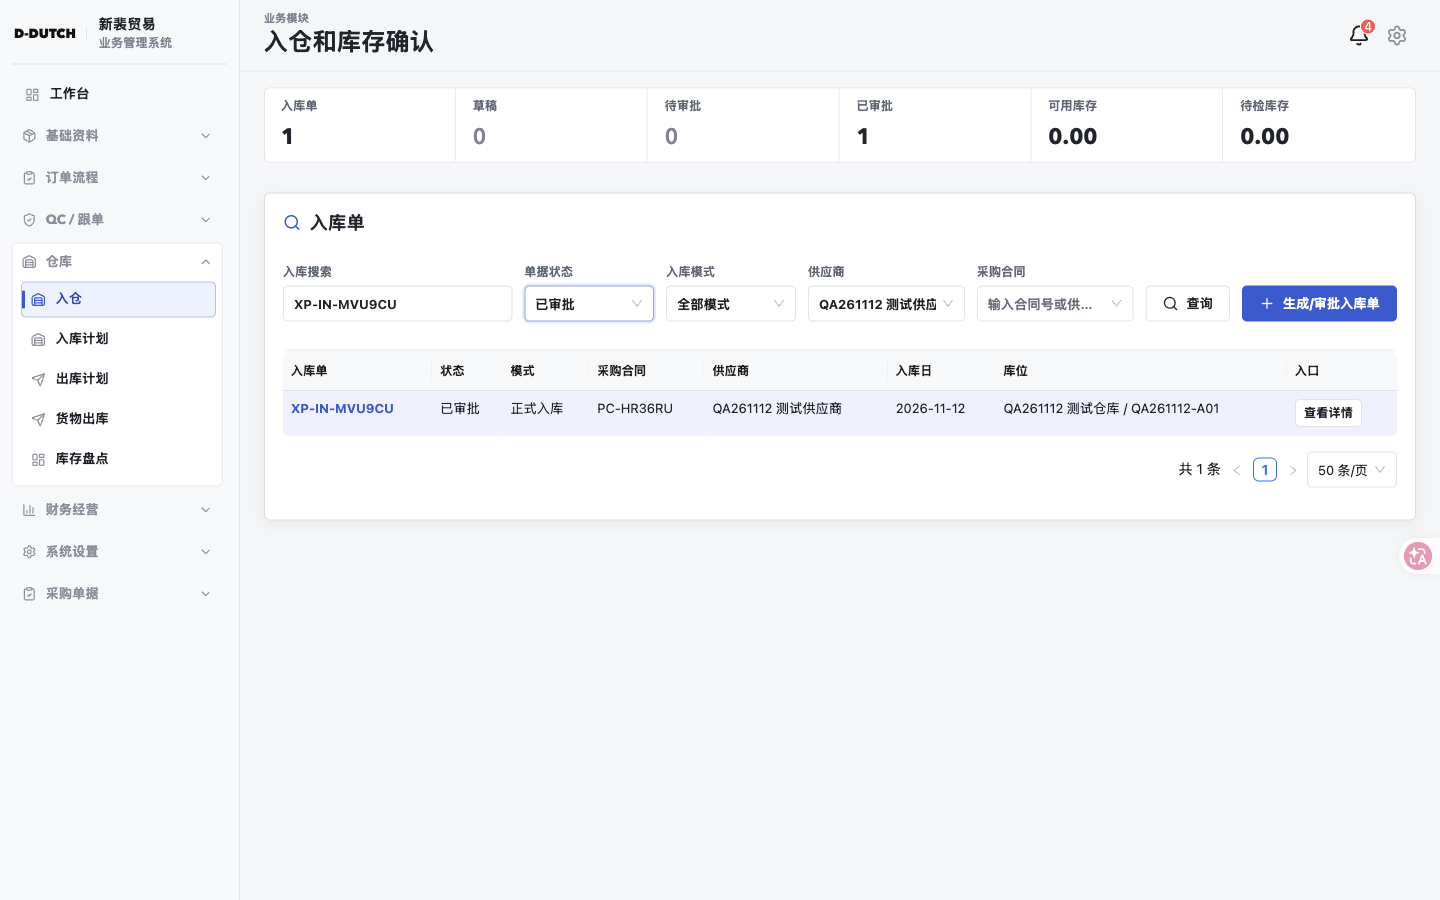 D-DUTCH
新裴贸易
业务管理系统
工作台
基础资料
订单流程
QC / 跟单
仓库
入仓
入库计划
出库计划
货物出库
库存盘点
财务经营
系统设置
采购单据
业务模块
入仓和库存确认
4
入库单 草稿 待审批 已审批 可用库存 待检库存
1 0 0 1 0.00 0.00
入库单
入库搜索 单据状态 入库模式 供应商 采购合同
XP-IN-MVU9CU 已审批 全部模式 QA261112 测试供应 输入合同号或供... 查询 生成/审批入库单
入库单 状态 模式 采购合同 供应商 入库日 库位 入口
XP-IN-MVU9CU 已审批 正式入库 PC-HR36RU QA261112 测试供应商 2026-11-12 QA261112 测试仓库 / QA261112-A01 查看详情
共 1 条 1 50 条/页